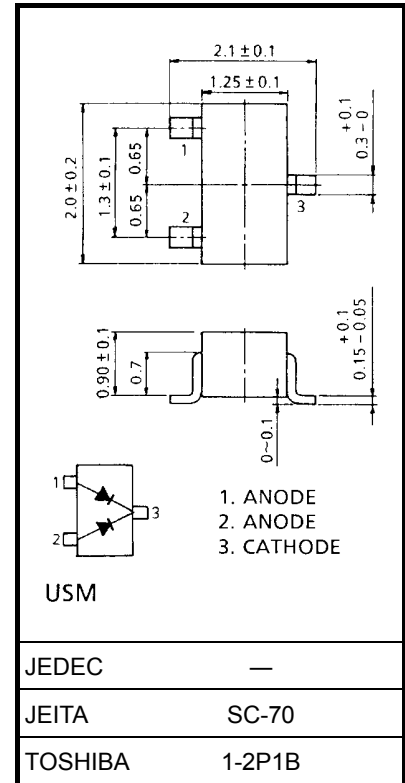 2.1 ± 0.1
1.25 ± 0.1
2.0 ± 0.2
1.3 ± 0.1
0.65
0.65
1
2
3
+0.1
0.3 – 0
0.90 ± 0.1
0.7
0~0.1
+0.1
0.15 – 0.05
1
2
3
1. ANODE
2. ANODE
3. CATHODE
USM
JEDEC —
JEITA SC-70
TOSHIBA 1-2P1B